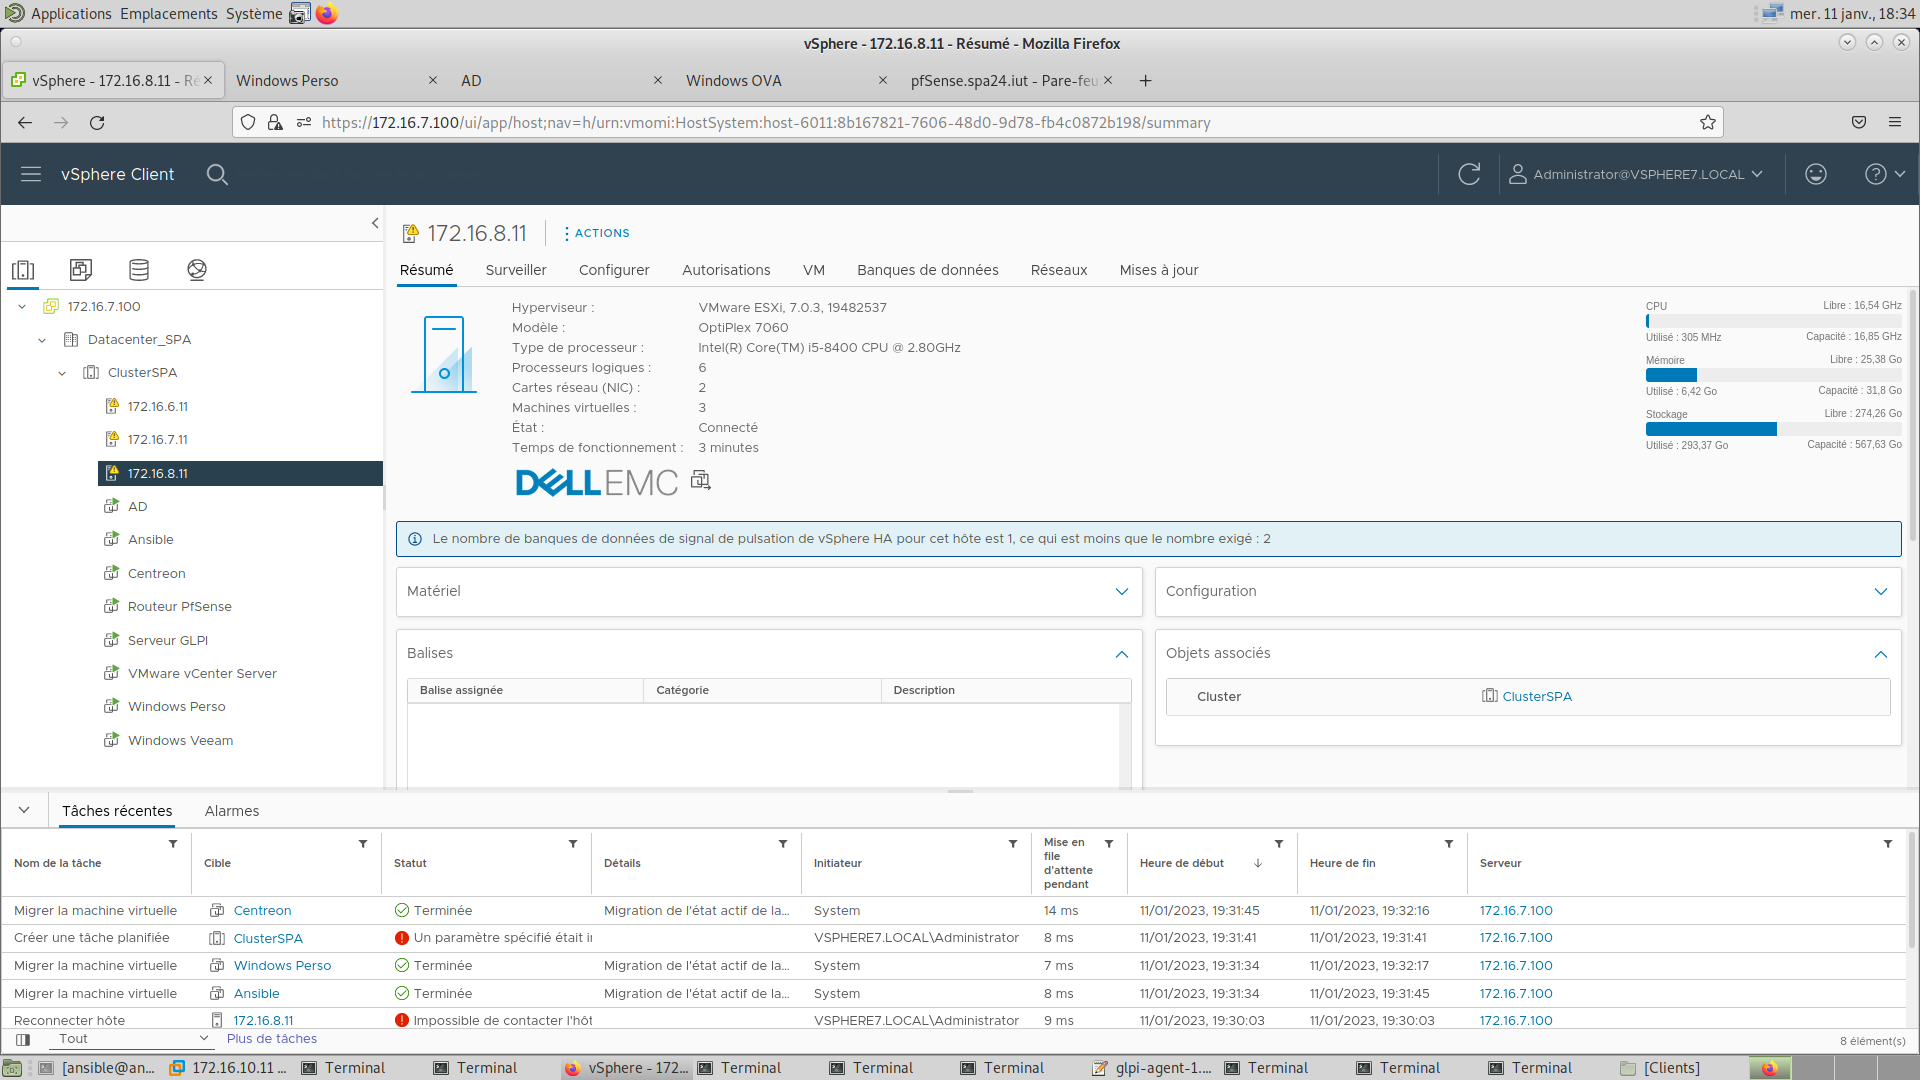 Applications Emplacements Système mer. 11 janv., 18:34
vSphere - 172.16.8.11 - Résumé - Mozilla Firefox
vSphere - 172.16.8.11 - Ré
Windows Perso
AD
Windows OVA
pfSense.spa24.iut - Pare-feu
https://172.16.7.100/ui/app/host;nav=h/urn:vmomi:HostSystem:host-6011:8b167821-7606-48d0-9d78-fb4c0872b198/summary
vSphere Client
Administrator@VSPHERE7.LOCAL
172.16.7.100
Datacenter_SPA
ClusterSPA
172.16.6.11
172.16.7.11
172.16.8.11
AD
Ansible
Centreon
Routeur PfSense
Serveur GLPI
VMware vCenter Server
Windows Perso
Windows Veeam
172.16.8.11
ACTIONS
Résumé Surveiller Configurer Autorisations VM Banques de données Réseaux Mises à jour
Hyperviseur : VMware ESXi, 7.0.3, 19482537
Modèle : OptiPlex 7060
Type de processeur : Intel(R) Core(TM) i5-8400 CPU @ 2.80GHz
Processeurs logiques : 6
Cartes réseau (NIC) : 2
Machines virtuelles : 3
État : Connecté
Temps de fonctionnement : 3 minutes
DELLEMC
CPU Libre : 16,54 GHz
Utilisé : 305 MHz Capacité : 16,85 GHz
Mémoire Libre : 25,38 Go
Utilisé : 6,42 Go Capacité : 31,8 Go
Stockage Libre : 274,26 Go
Utilisé : 293,37 Go Capacité : 567,63 Go
Le nombre de banques de données de signal de pulsation de vSphere HA pour cet hôte est 1, ce qui est moins que le nombre exigé : 2
Matériel
Configuration
Balises
Balise assignée Catégorie Description
Objets associés
Cluster ClusterSPA
Tâches récentes Alarmes
Nom de la tâche Cible Statut Détails Initiateur Mise en file d'attente pendant Heure de début Heure de fin Serveur
Migrer la machine virtuelle Centreon Terminée Migration de l'état actif de la... System 14 ms 11/01/2023, 19:31:45 11/01/2023, 19:32:16 172.16.7.100
Créer une tâche planifiée ClusterSPA Un paramètre spécifié était ir VSPHERE7.LOCAL\Administrator 8 ms 11/01/2023, 19:31:41 11/01/2023, 19:31:41 172.16.7.100
Migrer la machine virtuelle Windows Perso Terminée Migration de l'état actif de la... System 7 ms 11/01/2023, 19:31:34 11/01/2023, 19:32:17 172.16.7.100
Migrer la machine virtuelle Ansible Terminée Migration de l'état actif de la... System 8 ms 11/01/2023, 19:31:34 11/01/2023, 19:31:45 172.16.7.100
Reconnecter hôte 172.16.8.11 Impossible de contacter l'hôt VSPHERE7.LOCAL\Administrator 9 ms 11/01/2023, 19:30:03 11/01/2023, 19:30:03 172.16.7.100
Tout Plus de tâches 8 élément(s)
[ansible@an... 172.16.10.11 ... Terminal Terminal vSphere - 172... Terminal Terminal Terminal glpi-agent-1.... Terminal Terminal Terminal [Clients]